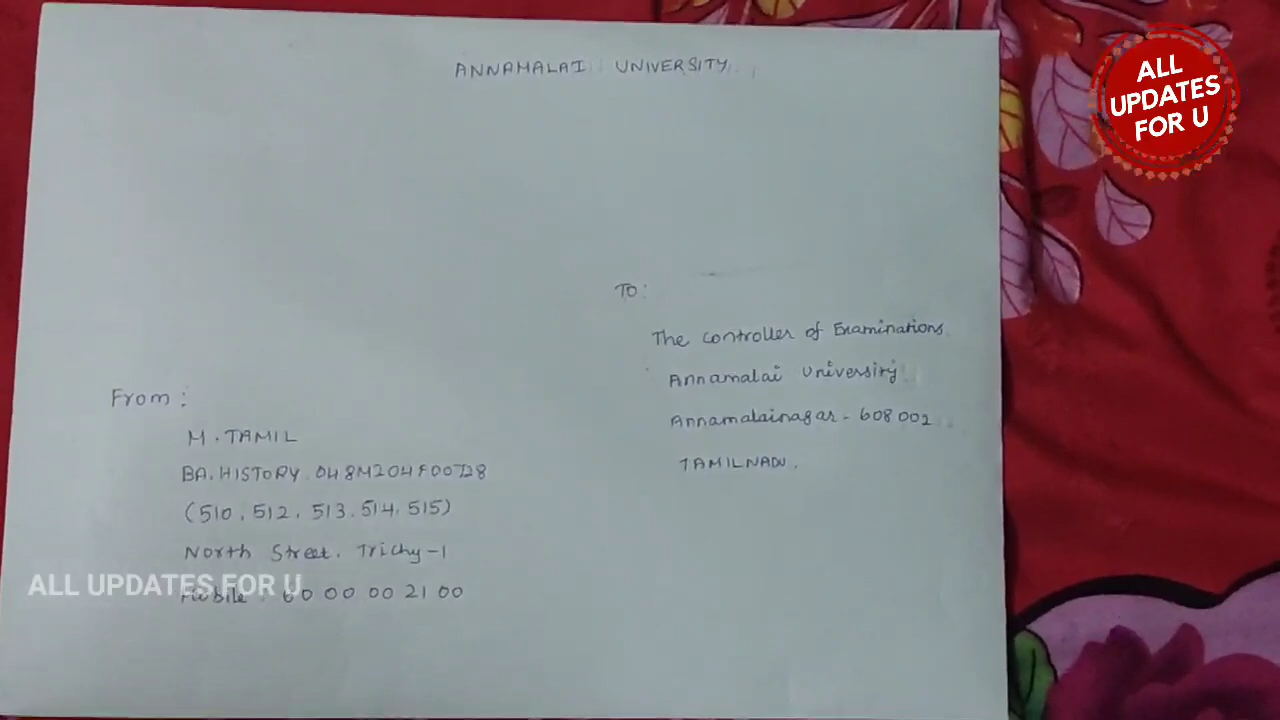 ANNAMALAI UNIVERSITY
ALL
UPDATES
FOR U
TO:
The Controller of Examinations
Annamalai University
Annamalainagar - 608 002
TAMILNADU.
From:
M. TAMIL
BA. HISTORY. 048M204F00728
(510, 512, 513, 514, 515)
North Street, Trichy-1
ALL UPDATES FOR U
Mobile : 60 00 00 21 00